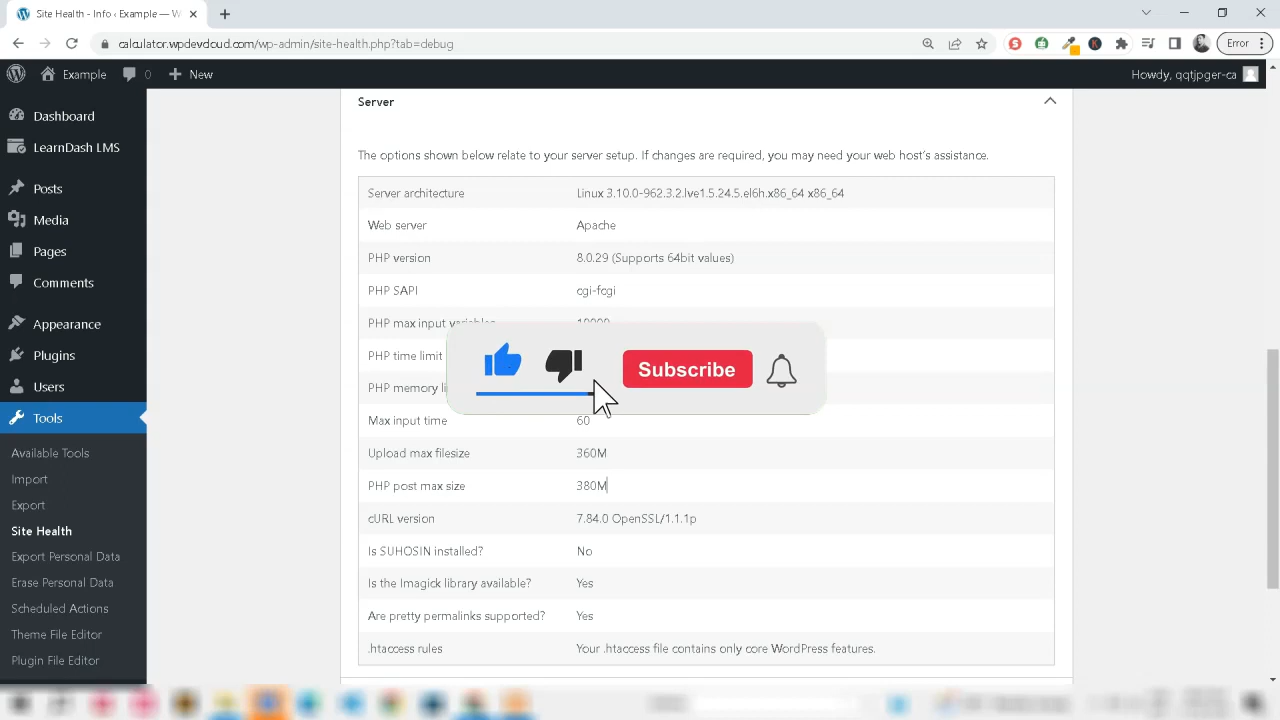 Site Health - Info ‹ Example — W
calculator.wpdevcloud.com/wp-admin/site-health.php?tab=debug
Error
Example
0
New
Howdy, qqtjpger-ca
Dashboard
LearnDash LMS
Posts
Media
Pages
Comments
Appearance
Plugins
Users
Tools
Available Tools
Import
Export
Site Health
Export Personal Data
Erase Personal Data
Scheduled Actions
Theme File Editor
Plugin File Editor
Server
The options shown below relate to your server setup. If changes are required, you may need your web host's assistance.
Server architecture Linux 3.10.0-962.3.2.lve1.5.24.5.el6h.x86_64 x86_64
Web server Apache
PHP version 8.0.29 (Supports 64bit values)
PHP SAPI cgi-fcgi
PHP max input variables
PHP time limit
PHP memory li
Max input time 60
Upload max filesize 360M
PHP post max size 380M
cURL version 7.84.0 OpenSSL/1.1.1p
Is SUHOSIN installed? No
Is the Imagick library available? Yes
Are pretty permalinks supported? Yes
.htaccess rules Your .htaccess file contains only core WordPress features.
Subscribe